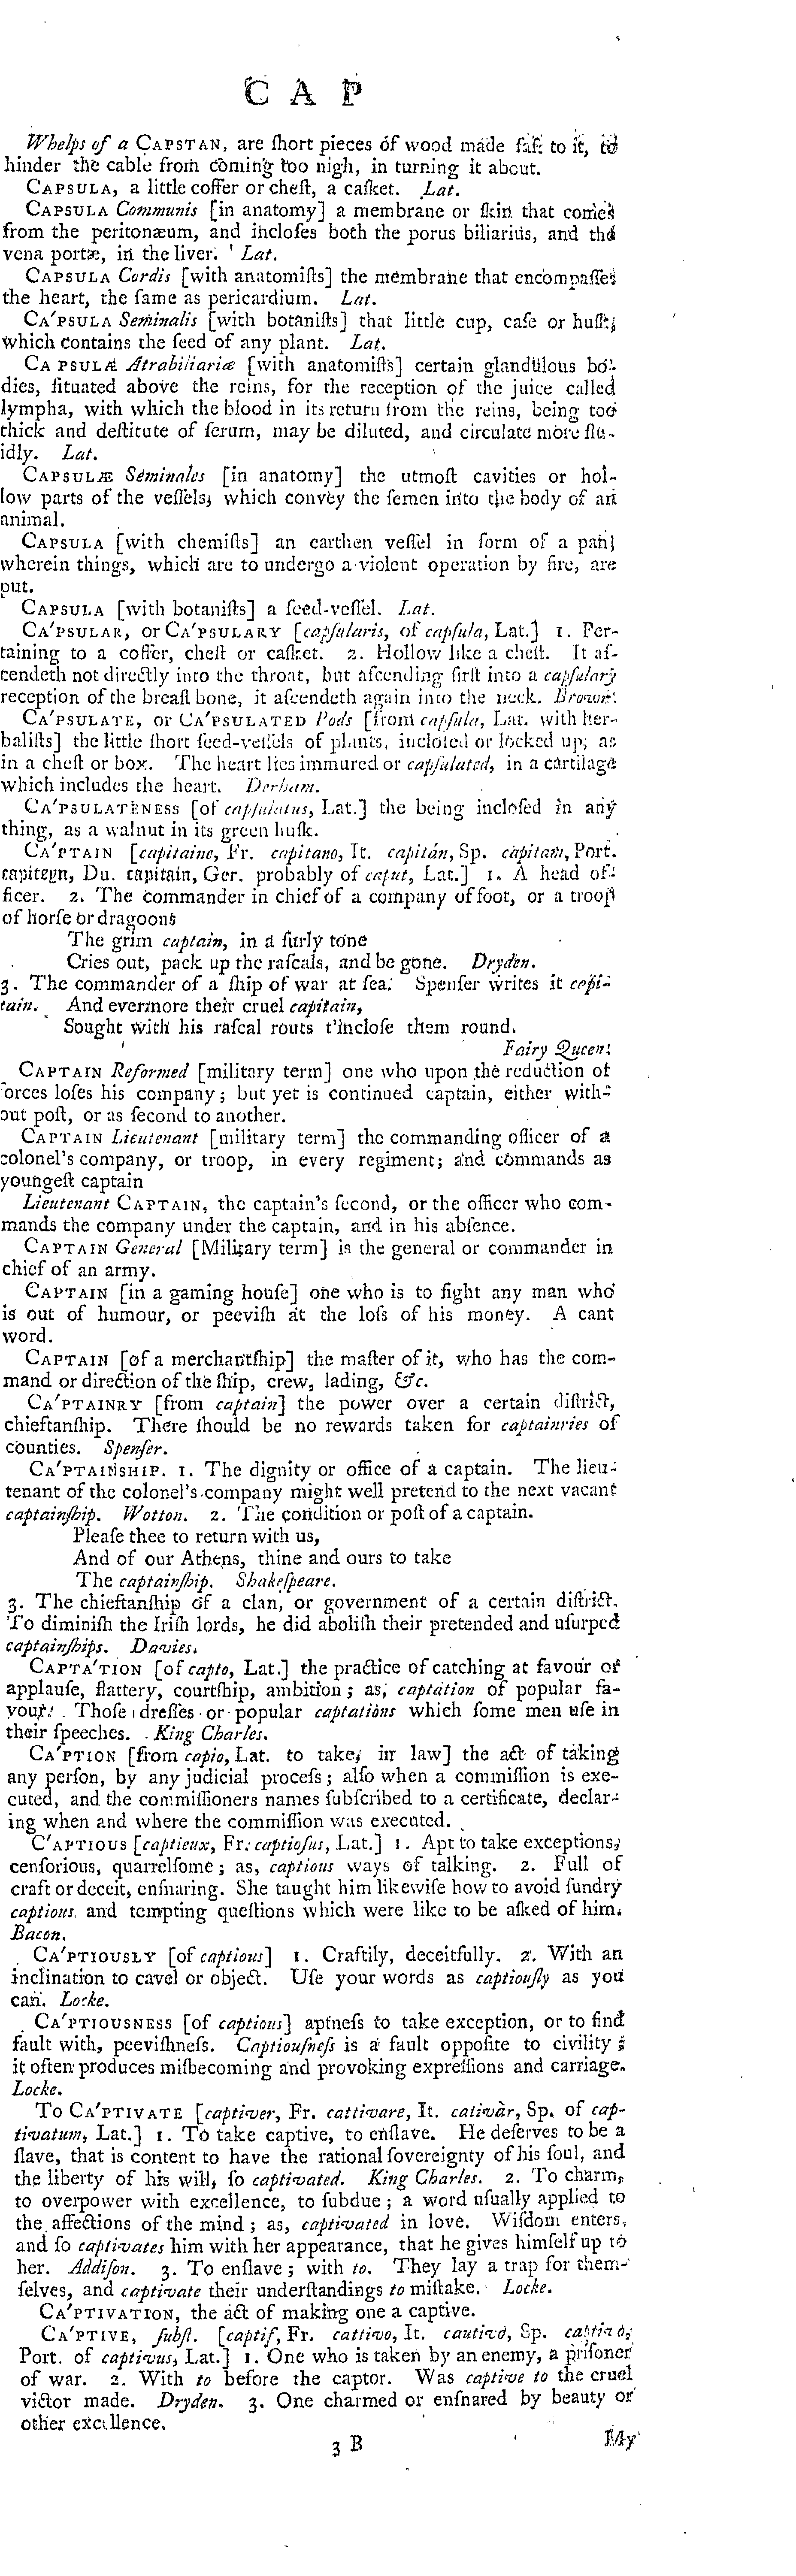 C A P
Whelps of a CAPSTAN, are ſhort pieces of wood made faſt to it, to
hinder the cable from coming too nigh, in turning it about.
CAPSULA, a little coffer or cheſt, a caſket. Lat.
CAPSULA Communis [in anatomy] a membrane or ſkin that comes
from the peritonæum, and incloſes both the porus biliarius, and the
vena portæ, in the liver. Lat.
CAPSULA Cordis [with anatomiſts] the membrane that encompaſſes
the heart, the ſame as pericardium. Lat.
CA'PSULA Seminalis [with botaniſts] that little cup, caſe or huſk,
which contains the ſeed of any plant. Lat.
CAPSULÆ Atrabiliariæ [with anatomiſts] certain glandulous bo-
dies, ſituated above the reins, for the reception of the juice called
lympha, with which the blood in its return from the reins, being too
thick and deſtitute of ſerum, may be diluted, and circulate more flu-
idly. Lat.
CAPSULÆ Seminales [in anatomy] the utmoſt cavities or hol-
low parts of the veſſels, which convey the ſemen into the body of an
animal.
CAPSULA [with chemiſts] an earthen veſſel in form of a pan,
wherein things, which are to undergo a violent operation by fire, are
put.
CAPSULA [with botaniſts] a ſeed-veſſel. Lat.
CA'PSULAR, or CA'PSULARY [capſularis, of capſula, Lat.] 1. Per-
taining to a coffer, cheſt or caſket. 2. Hollow like a cheſt. It aſ-
cendeth not directly into the throat, but aſcending firſt into a capſulary
reception of the breaſt bone, it aſcendeth again into the neck. Brown.
CA'PSULATE, or CA'PSULATED Pods [from capſula, Lat. with her-
baliſts] the little ſhort ſeed-veſſels of plants, incloſed or locked up, as
in a cheſt or box. The heart lies immured or capſulated, in a cartilage
which includes the heart. Derham.
CA'PSULATENESS [of capſulatus, Lat.] the being incloſed in any
thing, as a walnut in its green huſk.
CA'PTAIN [capitaine, Fr. capitano, It. capitán, Sp. capitam, Port.
capiteyn, Du. capitain, Ger. probably of caput, Lat.] 1. A head of-
ficer. 2. The commander in chief of a company of foot, or a troop
of horſe or dragoons
The grim captain, in a ſurly tone
Cries out, pack up the raſcals, and be gone. Dryden.
3. The commander of a ſhip of war at ſea. Spenſer writes it capi-
tain. And evermore their cruel capitain,
Sought with his raſcal routs t'incloſe them round.
Fairy Queen.
CAPTAIN Reformed [military term] one who upon the reduction of
forces loſes his company; but yet is continued captain, either with-
out poſt, or as ſecond to another.
CAPTAIN Lieutenant [military term] the commanding officer of a
colonel's company, or troop, in every regiment; and commands as
youngeſt captain
Lieutenant CAPTAIN, the captain's ſecond, or the officer who com-
mands the company under the captain, and in his abſence.
CAPTAIN General [Military term] is the general or commander in
chief of an army.
CAPTAIN [in a gaming houſe] one who is to fight any man who
is out of humour, or peeviſh at the loſs of his money. A cant
word.
CAPTAIN [of a merchantſhip] the maſter of it, who has the com-
mand or direction of the ſhip, crew, lading, &c.
CA'PTAINRY [from captain] the power over a certain diſtrict,
chieftanſhip. There ſhould be no rewards taken for captainries of
counties. Spenſer.
CA'PTAINSHIP. 1. The dignity or office of a captain. The lieu-
tenant of the colonel's company might well pretend to the next vacant
captainſhip. Wotton. 2. The condition or poſt of a captain.
Pleaſe thee to return with us,
And of our Athens, thine and ours to take
The captainſhip. Shakeſpeare.
3. The chieftanſhip of a clan, or government of a certain diſtrict.
To diminiſh the Iriſh lords, he did aboliſh their pretended and uſurped
captainſhips. Davies.
CAPTA'TION [of capto, Lat.] the practice of catching at favour or
applauſe, flattery, courtſhip, ambition; as, captation of popular fa-
vour. Thoſe dreſſes or popular captations which ſome men uſe in
their ſpeeches. King Charles.
CA'PTION [from capio, Lat. to take, in law] the act of taking
any perſon, by any judicial proceſs; alſo when a commiſſion is exe-
cuted, and the commiſſioners names ſubſcribed to a certificate, declar-
ing when and where the commiſſion was executed.
C'APTIOUS [captieux, Fr. captioſus, Lat.] 1. Apt to take exceptions,
cenſorious, quarrelſome; as, captious ways of talking. 2. Full of
craft or deceit, enſnaring. She taught him likewiſe how to avoid ſundry
captious and tempting queſtions which were like to be aſked of him.
Bacon.
CA'PTIOUSLY [of captious] 1. Craftily, deceitfully. 2. With an
inclination to cavel or object. Uſe your words as captiouſly as you
can. Locke.
CA'PTIOUSNESS [of captious] aptneſs to take exception, or to find
fault with, peeviſhneſs. Captiouſneſs is a fault oppoſite to civility;
it often produces miſbecoming and provoking expreſſions and carriage.
Locke.
To CA'PTIVATE [captiver, Fr. cattivare, It. cativàr, Sp. of cap-
tivatum, Lat.] 1. To take captive, to enſlave. He deſerves to be a
ſlave, that is content to have the rational ſovereignty of his ſoul, and
the liberty of his will, ſo captivated. King Charles. 2. To charm,
to overpower with excellence, to ſubdue; a word uſually applied to
the affections of the mind; as, captivated in love. Wiſdom enters,
and ſo captivates him with her appearance, that he gives himſelf up to
her. Addiſon. 3. To enſlave; with to. They lay a trap for them-
ſelves, and captivate their underſtandings to miſtake. Locke.
CA'PTIVATION, the act of making one a captive.
CA'PTIVE, ſubſt. [captif, Fr. cattivo, It. cautivò, Sp. cativo,
Port. of captivus, Lat.] 1. One who is taken by an enemy, a priſoner
of war. 2. With to before the captor. Was captive to the cruel
victor made. Dryden. 3. One charmed or enſnared by beauty or
other excellence.
3 B
My